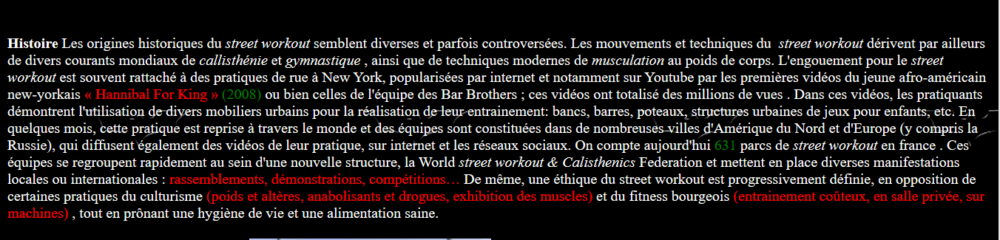 Histoire Les origines historiques du street workout semblent diverses et parfois controversées. Les mouvements et techniques du street workout dérivent par ailleurs
de divers courants mondiaux de callisthénie et gymnastique , ainsi que de techniques modernes de musculation au poids de corps. L'engouement pour le street
workout est souvent rattaché à des pratiques de rue à New York, popularisées par internet et notamment sur Youtube par les premières vidéos du jeune afro-américain
new-yorkais « Hannibal For King » (2008) ou bien celles de l'équipe des Bar Brothers ; ces vidéos ont totalisé des millions de vues . Dans ces vidéos, les pratiquants
démontrent l'utilisation de divers mobiliers urbains pour la réalisation de leur entrainement: bancs, barres, poteaux, structures urbaines de jeux pour enfants, etc. En
quelques mois, cette pratique est reprise à travers le monde et des équipes sont constituées dans de nombreuses villes d'Amérique du Nord et d'Europe (y compris la
Russie), qui diffusent également des vidéos de leur pratique, sur internet et les réseaux sociaux. On compte aujourd'hui 631 parcs de street workout en france . Ces
équipes se regroupent rapidement au sein d'une nouvelle structure, la World street workout & Calisthenics Federation et mettent en place diverses manifestations
locales ou internationales : rassemblements, démonstrations, compétitions… De même, une éthique du street workout est progressivement définie, en opposition de
certaines pratiques du culturisme (poids et altères, anabolisants et drogues, exhibition des muscles) et du fitness bourgeois (entrainement coûteux, en salle privée, sur
machines) , tout en prônant une hygiène de vie et une alimentation saine.